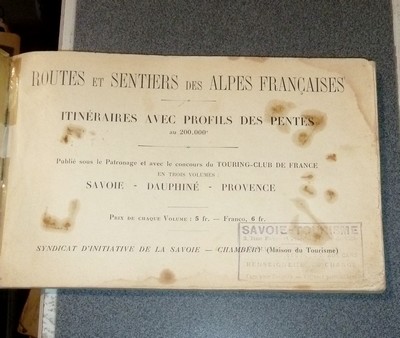 ROUTES ET SENTIERS DES ALPES FRANÇAISES
ITINÉRAIRES AVEC PROFILS DES PENTES
au 200.000e
Publié sous le Patronage et avec le concours du TOURING-CLUB DE FRANCE
EN TROIS VOLUMES
SAVOIE - DAUPHINÉ - PROVENCE
PRIX DE CHAQUE VOLUME : 5 fr. — Franco, 6 fr.
SAVOIE-TOURISME
SYNDICAT D'INITIATIVE DE LA SAVOIE — CHAMBÉRY (Maison du Tourisme)